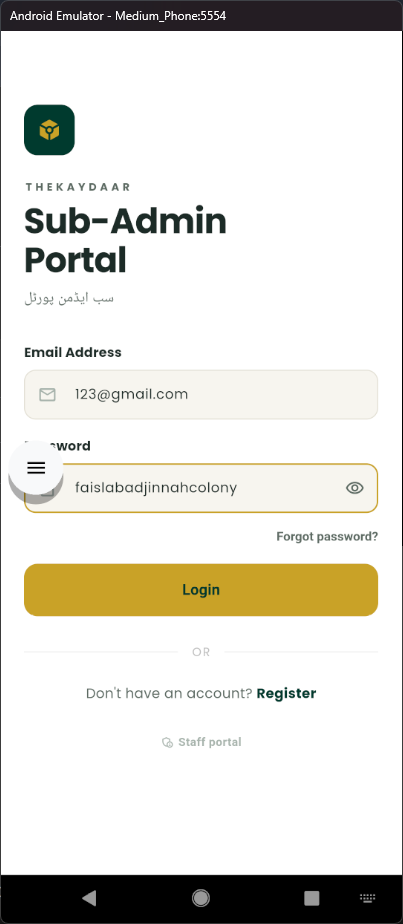 Android Emulator - Medium_Phone:5554
THEKAYDAAR
Sub-Admin
Portal
سب ایڈمن پورٹل
Email Address
123@gmail.com
faislabadjinnahcolony
Forgot password?
Login
OR
Don't have an account? Register
Staff portal